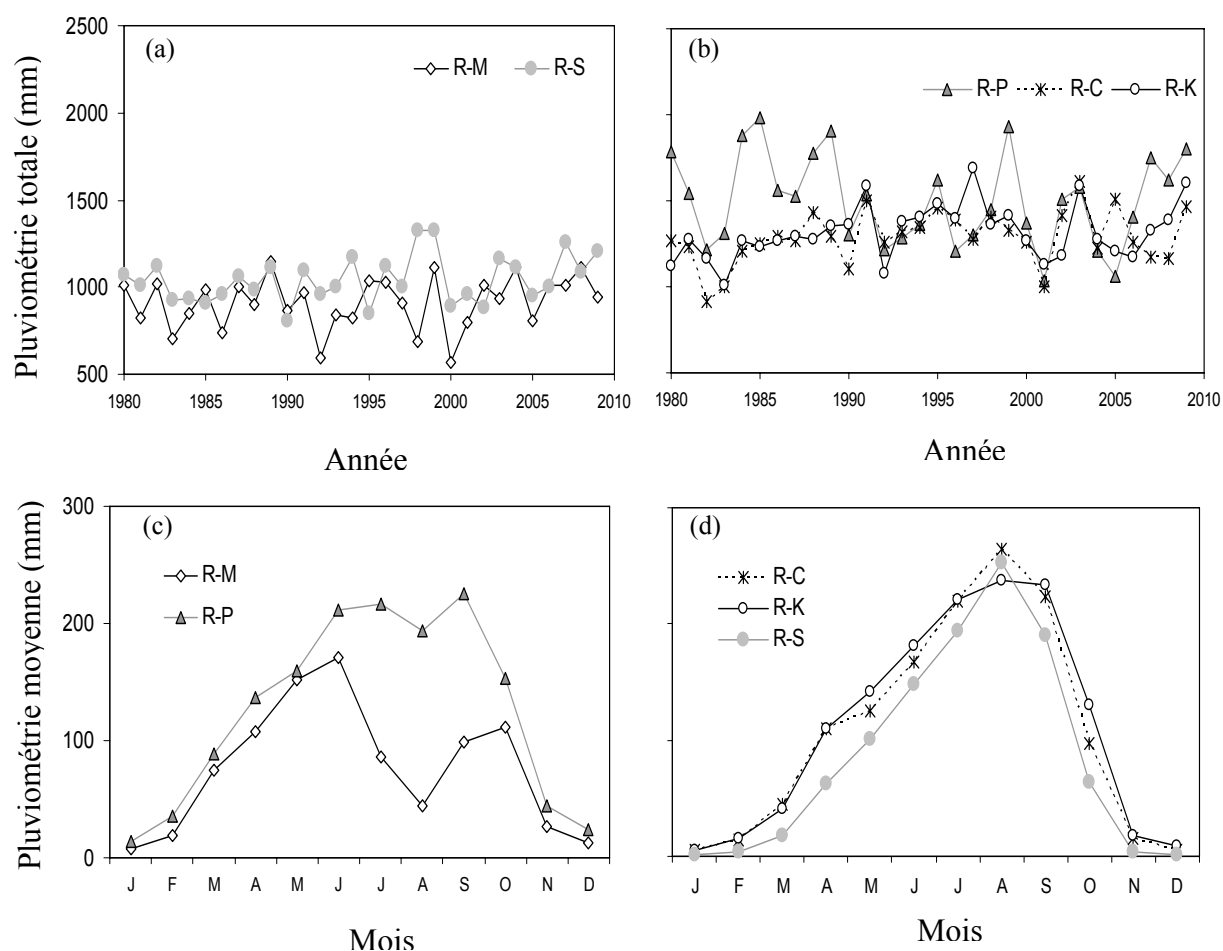 Pluviométrie totale (mm)
2500
2000
1500
1000
500
(a)
R-M R-S
1980 1985 1990 1995 2000 2005 2010
Année
(b)
R-P R-C R-K
1980 1985 1990 1995 2000 2005 2010
Année
Pluviométrie moyenne (mm)
300
200
100
0
(c)
R-M
R-P
J F M A M J J A S O N D
Mois
(d)
R-C
R-K
R-S
J F M A M J J A S O N D
Mois